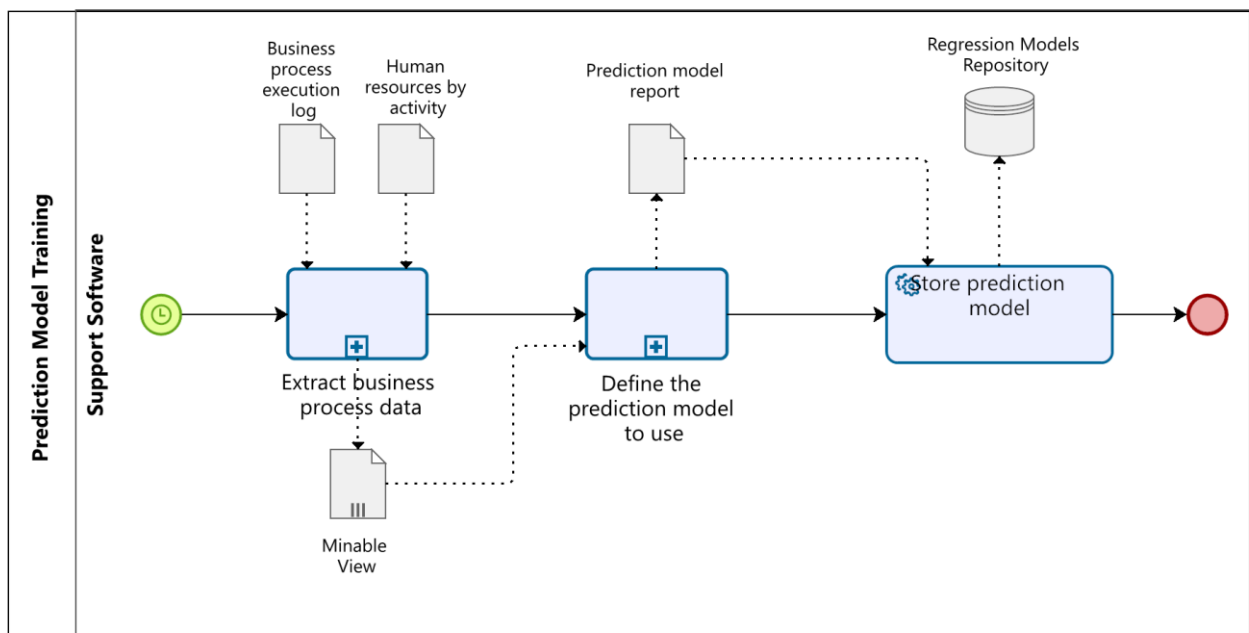 Prediction Model Training
Support Software
Business
process
execution
log
Human
resources by
activity
Prediction model
report
Regression Models
Repository
Extract business
process data
Define the
prediction model
to use
Store prediction
model
Minable
View